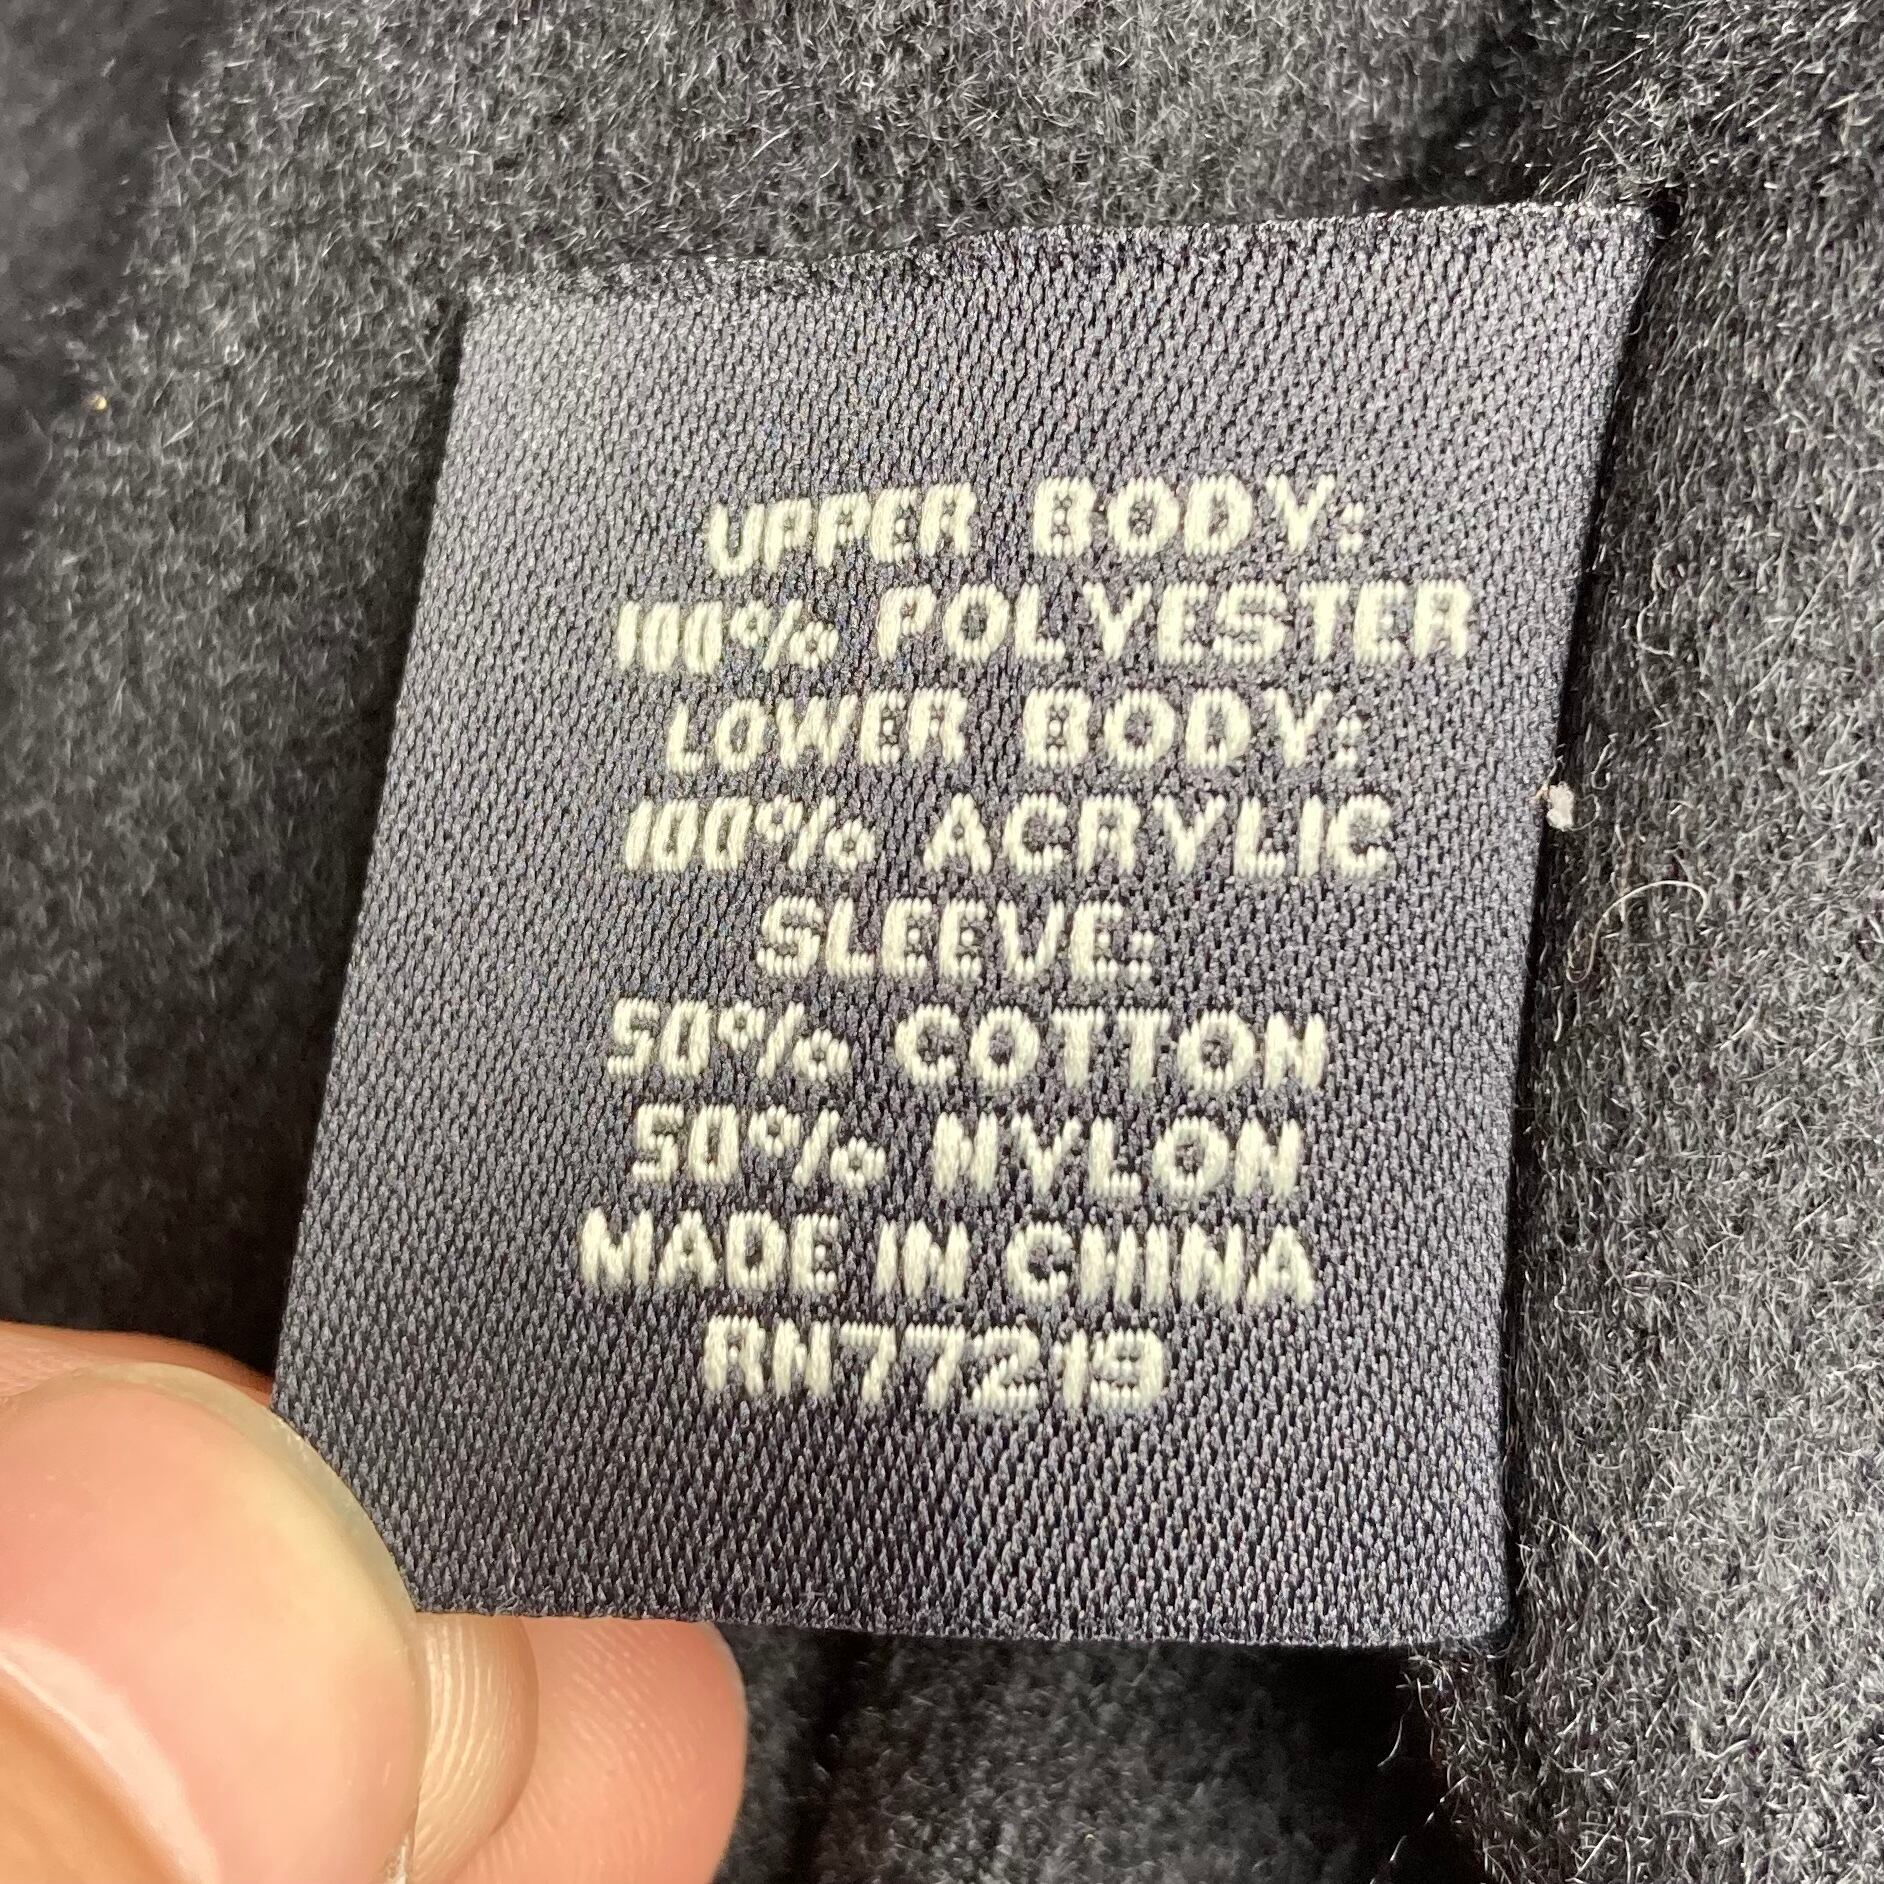 UPPER BODY:
100% POLYESTER
LOWER BODY:
100% ACRYLIC
SLEEVE:
50% COTTON
50% NYLON
MADE IN CHINA
RN77219